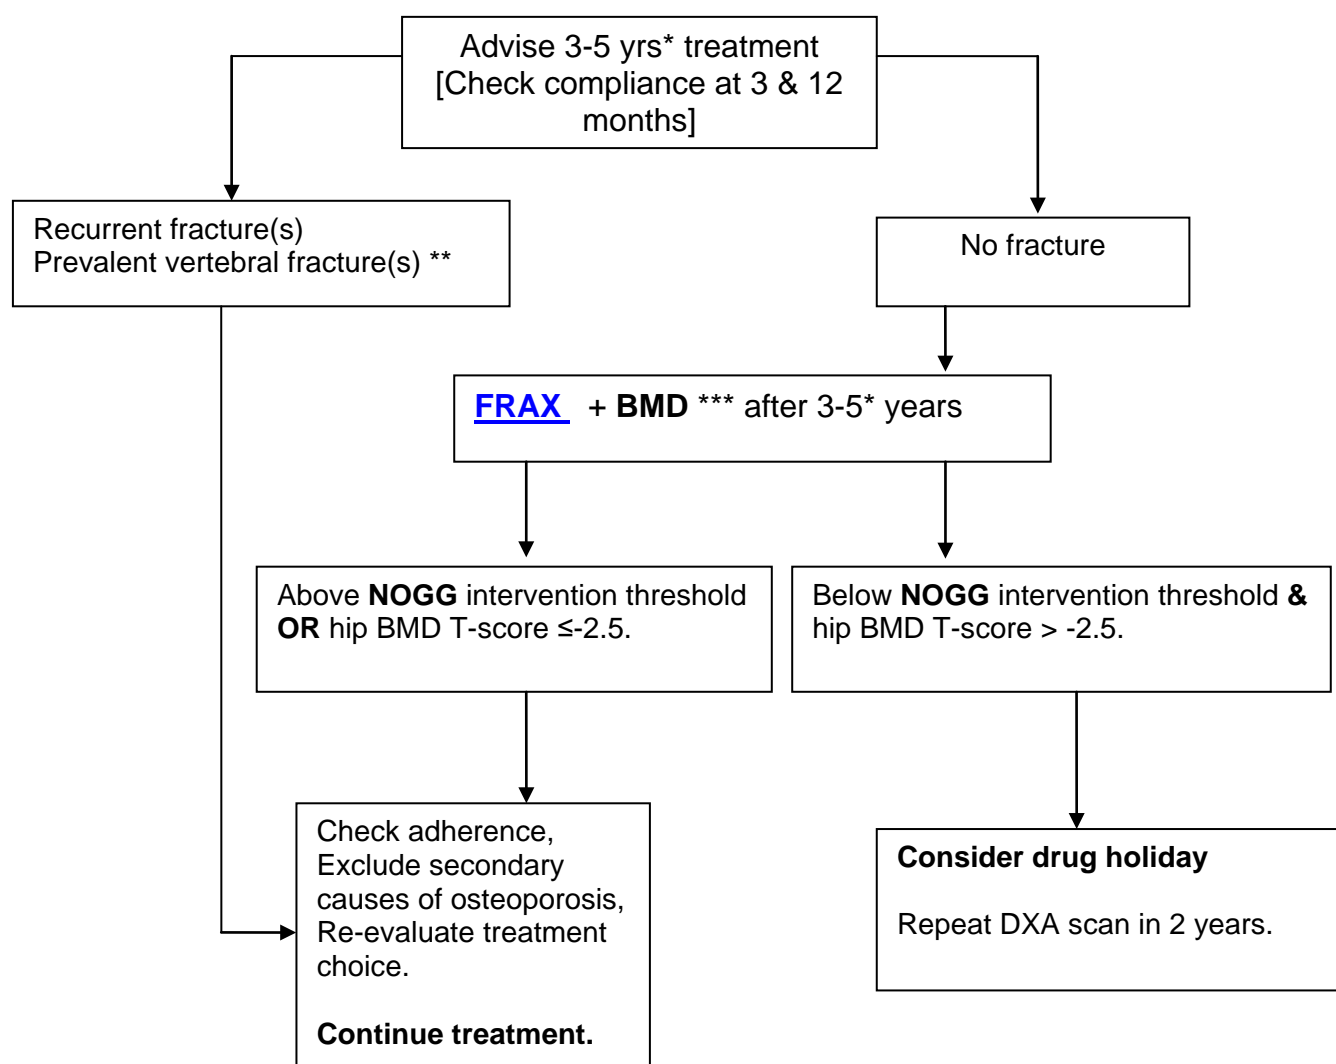 Advise 3-5 yrs* treatment
[Check compliance at 3 & 12
months]
Recurrent fracture(s)
Prevalent vertebral fracture(s) **
No fracture
FRAX + BMD *** after 3-5* years
Above NOGG intervention threshold
OR hip BMD T-score ≤-2.5.
Below NOGG intervention threshold &
hip BMD T-score > -2.5.
Check adherence,
Exclude secondary
causes of osteoporosis,
Re-evaluate treatment
choice.
Continue treatment.
Consider drug holiday
Repeat DXA scan in 2 years.